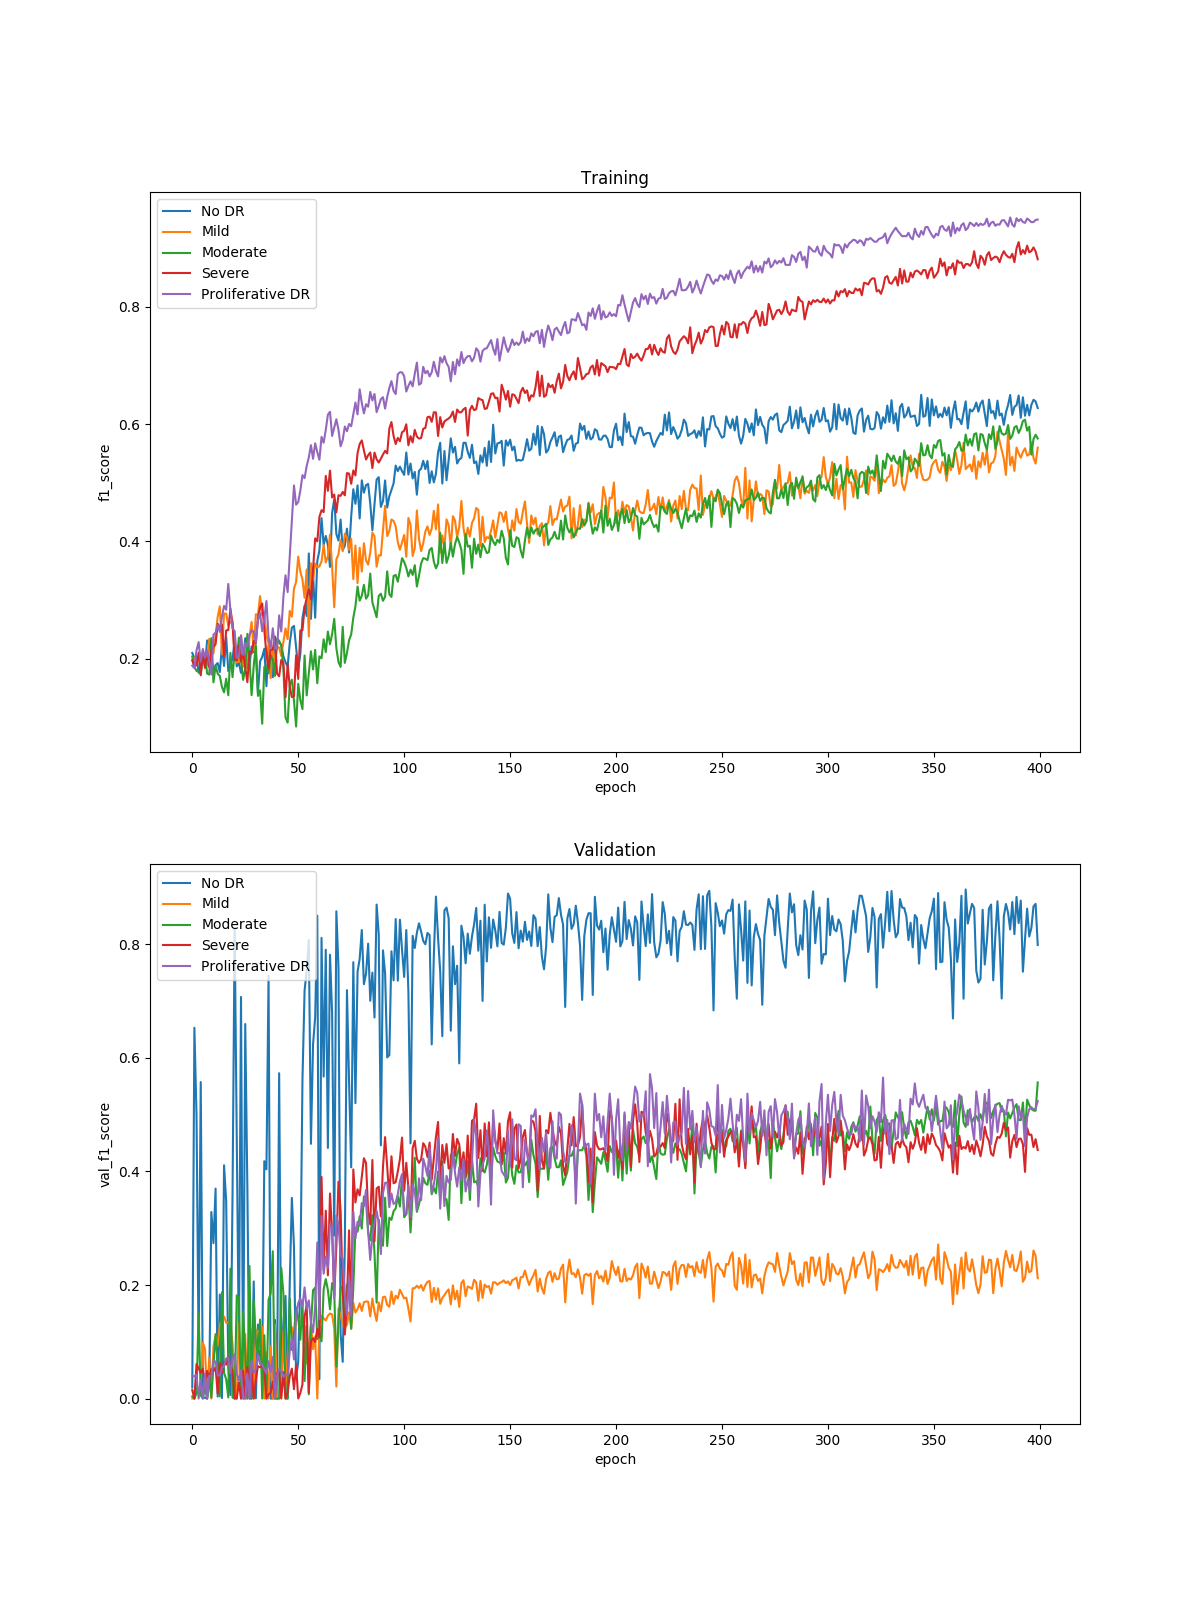 Training
No DR
Mild
Moderate
Severe
Proliferative DR
f1_score
0.8
0.6
0.4
0.2
0 50 100 150 200 250 300 350 400
epoch
Validation
No DR
Mild
Moderate
Severe
Proliferative DR
val_f1_score
0.8
0.6
0.4
0.2
0.0
0 50 100 150 200 250 300 350 400
epoch